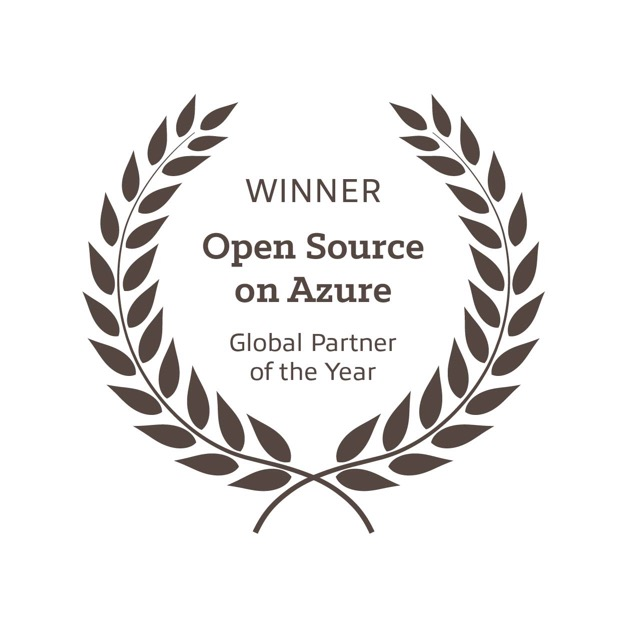 WINNER
Open Source
on Azure
Global Partner
of the Year